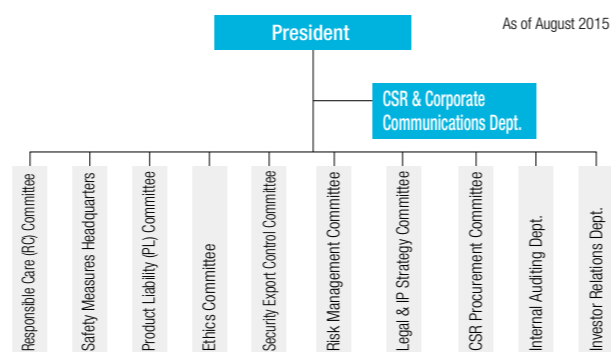 President
As of August 2015
CSR & Corporate
Communications Dept.
Responsible Care (RC) Committee
Safety Measures Headquarters
Product Liability (PL) Committee
Ethics Committee
Security Export Control Committee
Risk Management Committee
Legal & IP Strategy Committee
CSR Procurement Committee
Internal Auditing Dept.
Investor Relations Dept.